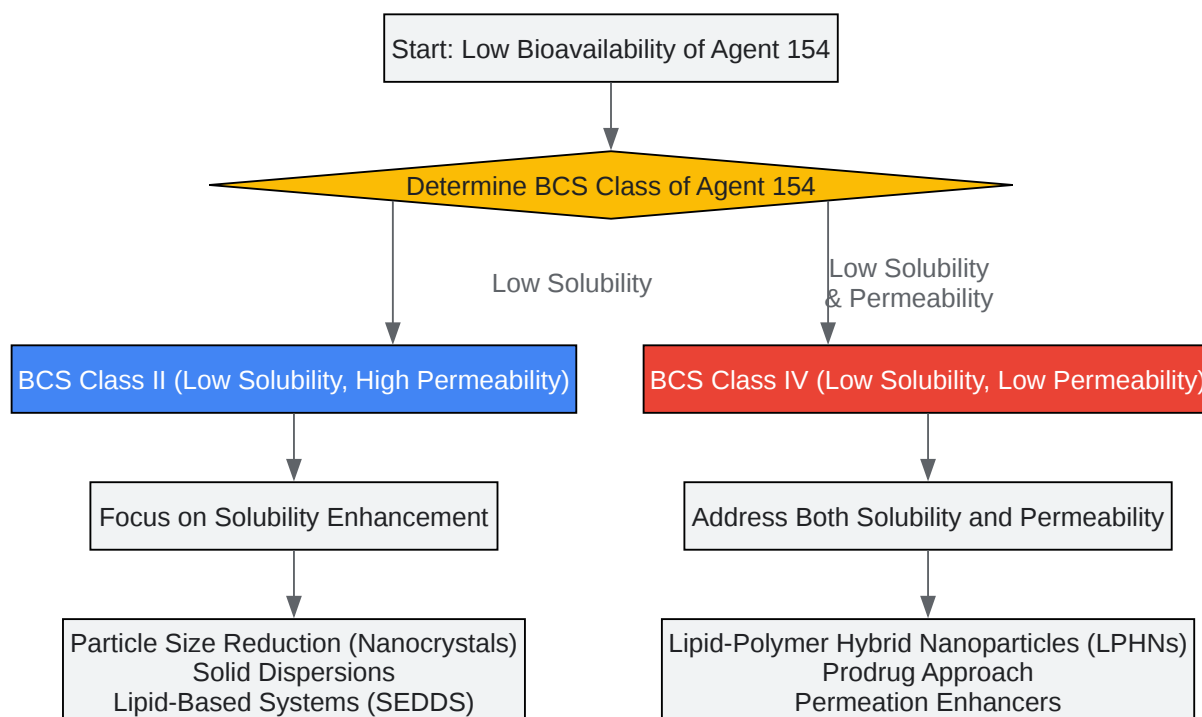 Start: Low Bioavailability of Agent 154
Determine BCS Class of Agent 154
Low Solubility
Low Solubility
& Permeability
BCS Class II (Low Solubility, High Permeability)
BCS Class IV (Low Solubility, Low Permeability)
Focus on Solubility Enhancement
Address Both Solubility and Permeability
Particle Size Reduction (Nanocrystals)
Solid Dispersions
Lipid-Based Systems (SEDDS)
Lipid-Polymer Hybrid Nanoparticles (LPHNs)
Prodrug Approach
Permeation Enhancers